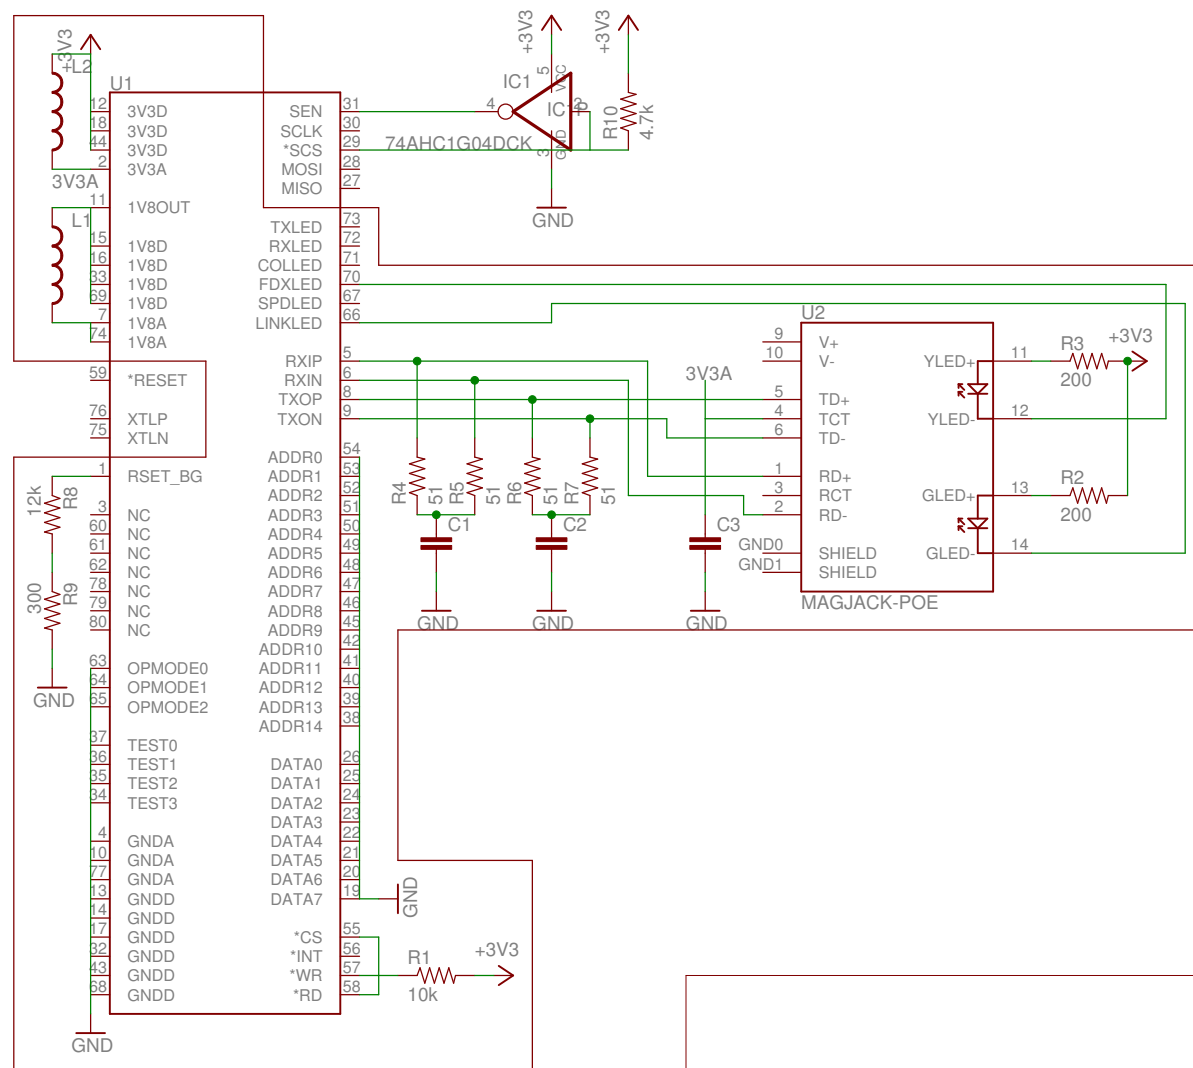 +3V3
L2
U1
12 3V3D
18 3V3D
44 3V3D
2 3V3A
3V3A
11 1V8OUT
L1
15 1V8D
16 1V8D
33 1V8D
69 1V8D
7 1V8A
74 1V8A
59 *RESET
76 XTLP
75 XTLN
1 RSET_BG
12k R8
300 R9
GND
3 NC
60 NC
61 NC
62 NC
78 NC
79 NC
80 NC
63 OPMODE0
64 OPMODE1
65 OPMODE2
37 TEST0
36 TEST1
35 TEST2
34 TEST3
4 GNDA
10 GNDA
77 GNDA
13 GNDD
14 GNDD
17 GNDD
32 GNDD
43 GNDD
68 GNDD
GND
SEN 31
SCLK 30
*SCS 29
MOSI 28
MISO 27
TXLED 73
RXLED 72
COLLED 71
FDXLED 70
SPDLED 67
LINKLED 66
RXIP 5
RXIN 6
TXOP 8
TXON 9
ADDR0 54
ADDR1 53
ADDR2 52
ADDR3 51
ADDR4 50
ADDR5 49
ADDR6 48
ADDR7 47
ADDR8 46
ADDR9 45
ADDR10 42
ADDR11 41
ADDR12 40
ADDR13 39
ADDR14 38
DATA0 26
DATA1 25
DATA2 24
DATA3 23
DATA4 22
DATA5 21
DATA6 20
DATA7 19
GND
*CS 55
*INT 56
*WR 57
*RD 58
R1
10k
+3V3
+3V3
+3V3
IC1
5 VCC
4
IC1
2
74AHC1G04DCK
3 GND
GND
R10
4.7k
R4 51
R5 51
R6 51
R7 51
C1
C2
C3
GND
GND
GND
3V3A
U2
9 V+
10 V-
5 TD+
4 TCT
6 TD-
1 RD+
3 RCT
2 RD-
GND0 SHIELD
GND1 SHIELD
MAGJACK-POE
YLED+ 11
YLED- 12
GLED+ 13
GLED- 14
R3
200
+3V3
R2
200